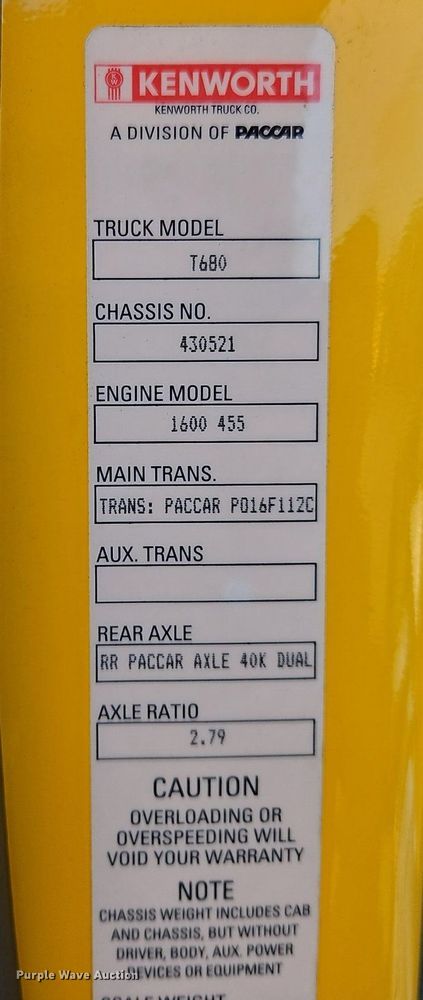 KW
KENWORTH
KENWORTH TRUCK CO.
A DIVISION OF PACCAR
TRUCK MODEL
T680
CHASSIS NO.
430521
ENGINE MODEL
1600 455
MAIN TRANS.
TRANS: PACCAR PO16F112C
AUX. TRANS
REAR AXLE
RR PACCAR AXLE 40K DUAL
AXLE RATIO
2.79
CAUTION
OVERLOADING OR
OVERSPEEDING WILL
VOID YOUR WARRANTY
NOTE
CHASSIS WEIGHT INCLUDES CAB
AND CHASSIS, BUT WITHOUT
DRIVER, BODY, AUX. POWER
DEVICES OR EQUIPMENT
Purple Wave Auction
SCALE WEIGHT